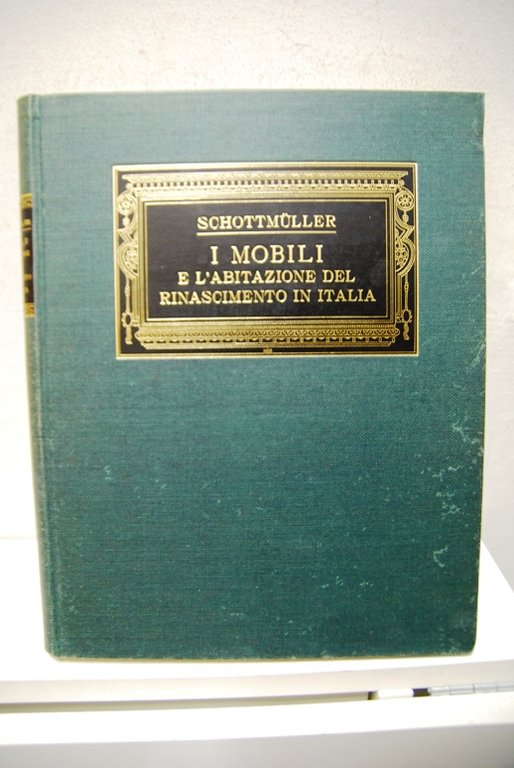 SCHOTTMÜLLER
I MOBILI
E L'ABITAZIONE DEL
RINASCIMENTO IN ITALIA